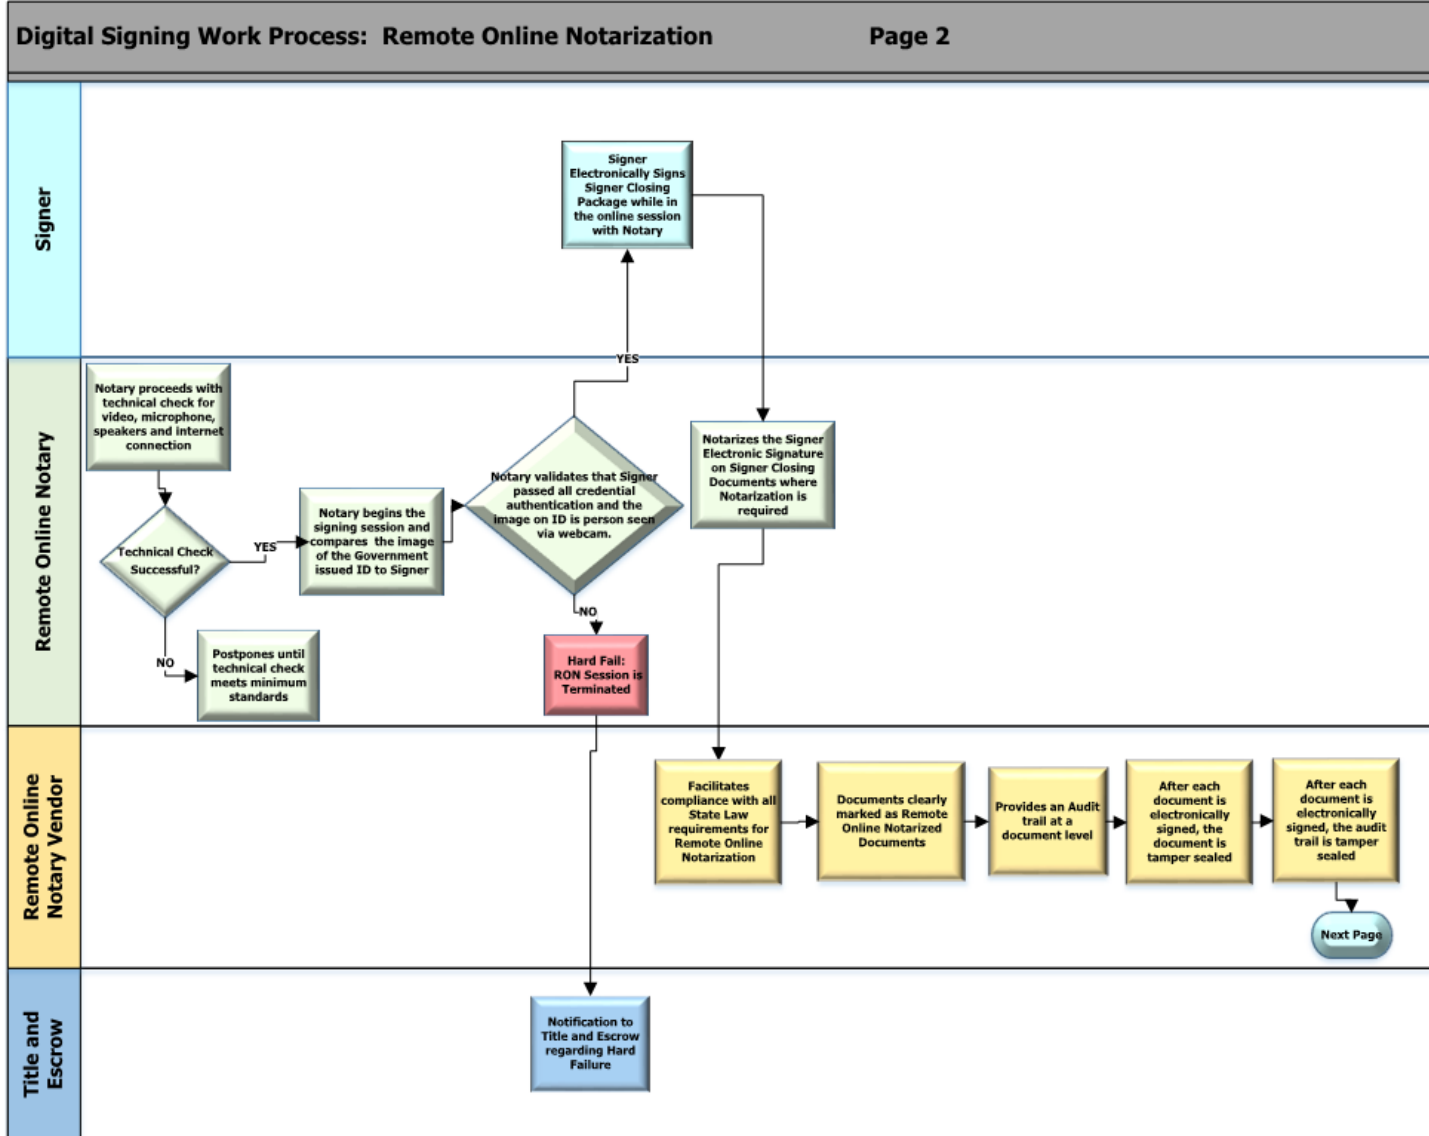 Digital Signing Work Process: Remote Online Notarization Page 2
Signer
Signer
Electronically Signs
Signer Closing
Package while in
the online session
with Notary
YES
Remote Online Notary
Notary proceeds with
technical check for
video, microphone,
speakers and internet
connection
Technical Check
Successful?
YES
NO
Postpones until
technical check
meets minimum
standards
Notary begins the
signing session and
compares the image
of the Government
issued ID to Signer
Notary validates that Signer
passed all credential
authentication and the
image on ID is person seen
via webcam.
NO
Hard Fail:
RON Session is
Terminated
Notarizes the Signer
Electronic Signature
on Signer Closing
Documents where
Notarization is
required
Remote Online
Notary Vendor
Facilitates
compliance with all
State Law
requirements for
Remote Online
Notarization
Documents clearly
marked as Remote
Online Notarized
Documents
Provides an Audit
trail at a
document level
After each
document is
electronically
signed, the
document is
tamper sealed
After each
document is
electronically
signed, the audit
trail is tamper
sealed
Next Page
Title and
Escrow
Notification to
Title and Escrow
regarding Hard
Failure